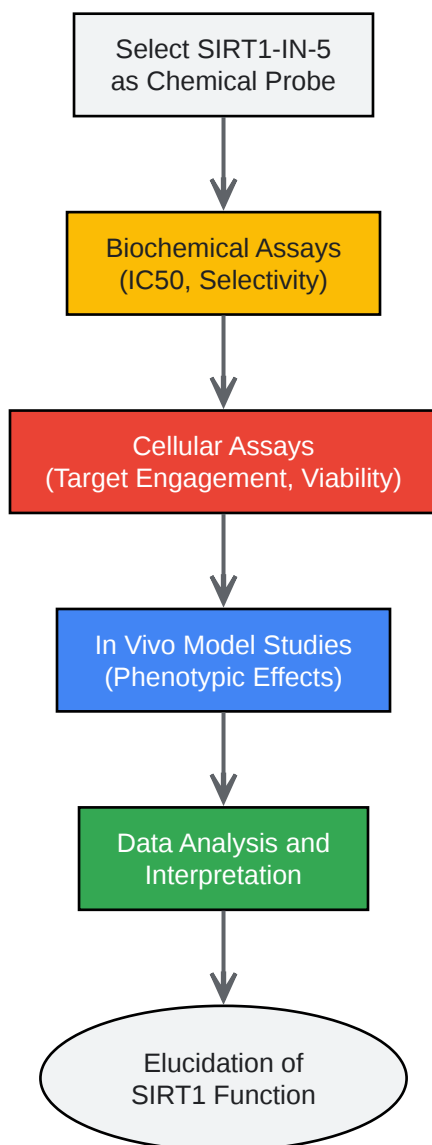 Select SIRT1-IN-5
as Chemical Probe
Biochemical Assays
(IC50, Selectivity)
Cellular Assays
(Target Engagement, Viability)
In Vivo Model Studies
(Phenotypic Effects)
Data Analysis and
Interpretation
Elucidation of
SIRT1 Function